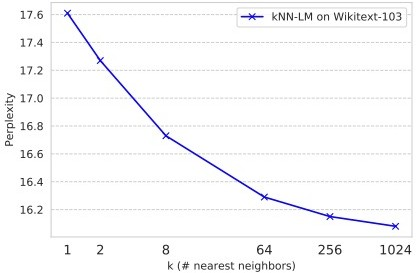 17.6
17.4
17.2
17.0
16.8
16.6
16.4
16.2
Perplexity
kNN-LM on Wikitext-103
1 2 8 64 256 1024
k (# nearest neighbors)